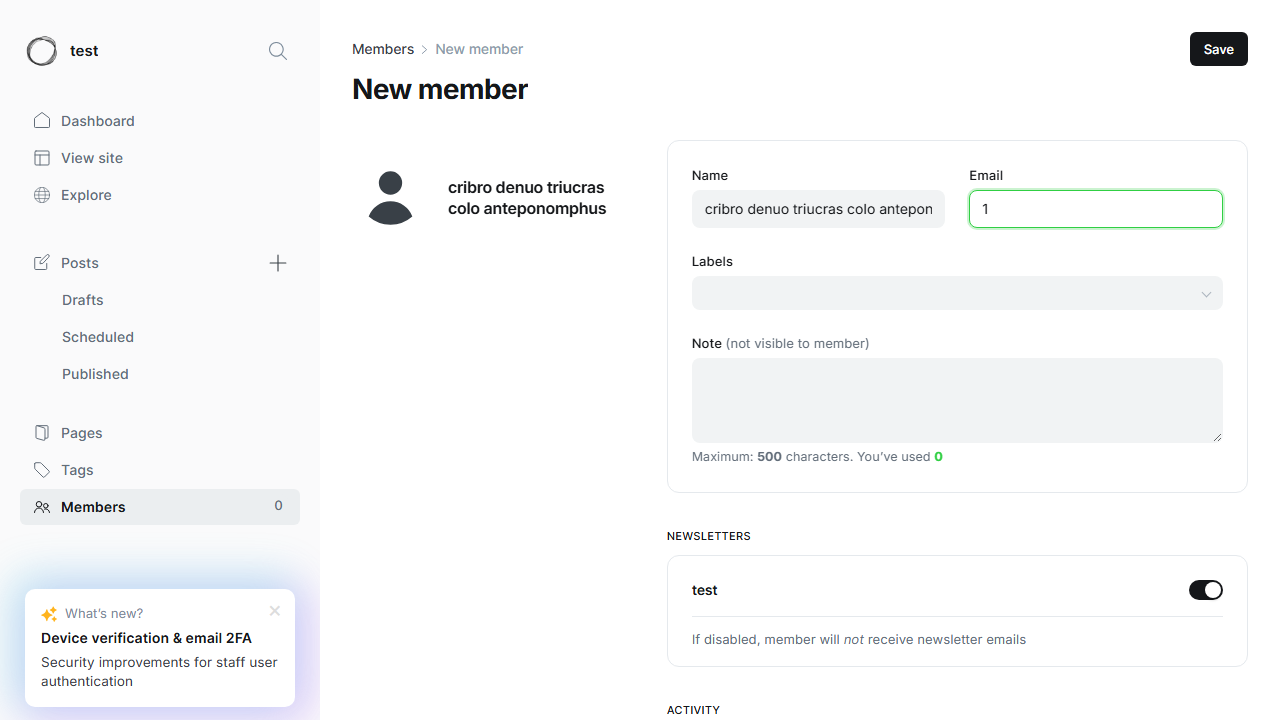 test
Dashboard
View site
Explore
Posts
Drafts
Scheduled
Published
Pages
Tags
Members 0
What's new?
Device verification & email 2FA
Security improvements for staff user
authentication
Members New member
Save
New member
cribro denuo triucras
colo anteponomphus
Name
cribro denuo triucras colo antepon
Email
1
Labels
Note (not visible to member)
Maximum: 500 characters. You've used 0
NEWSLETTERS
test
If disabled, member will not receive newsletter emails
ACTIVITY